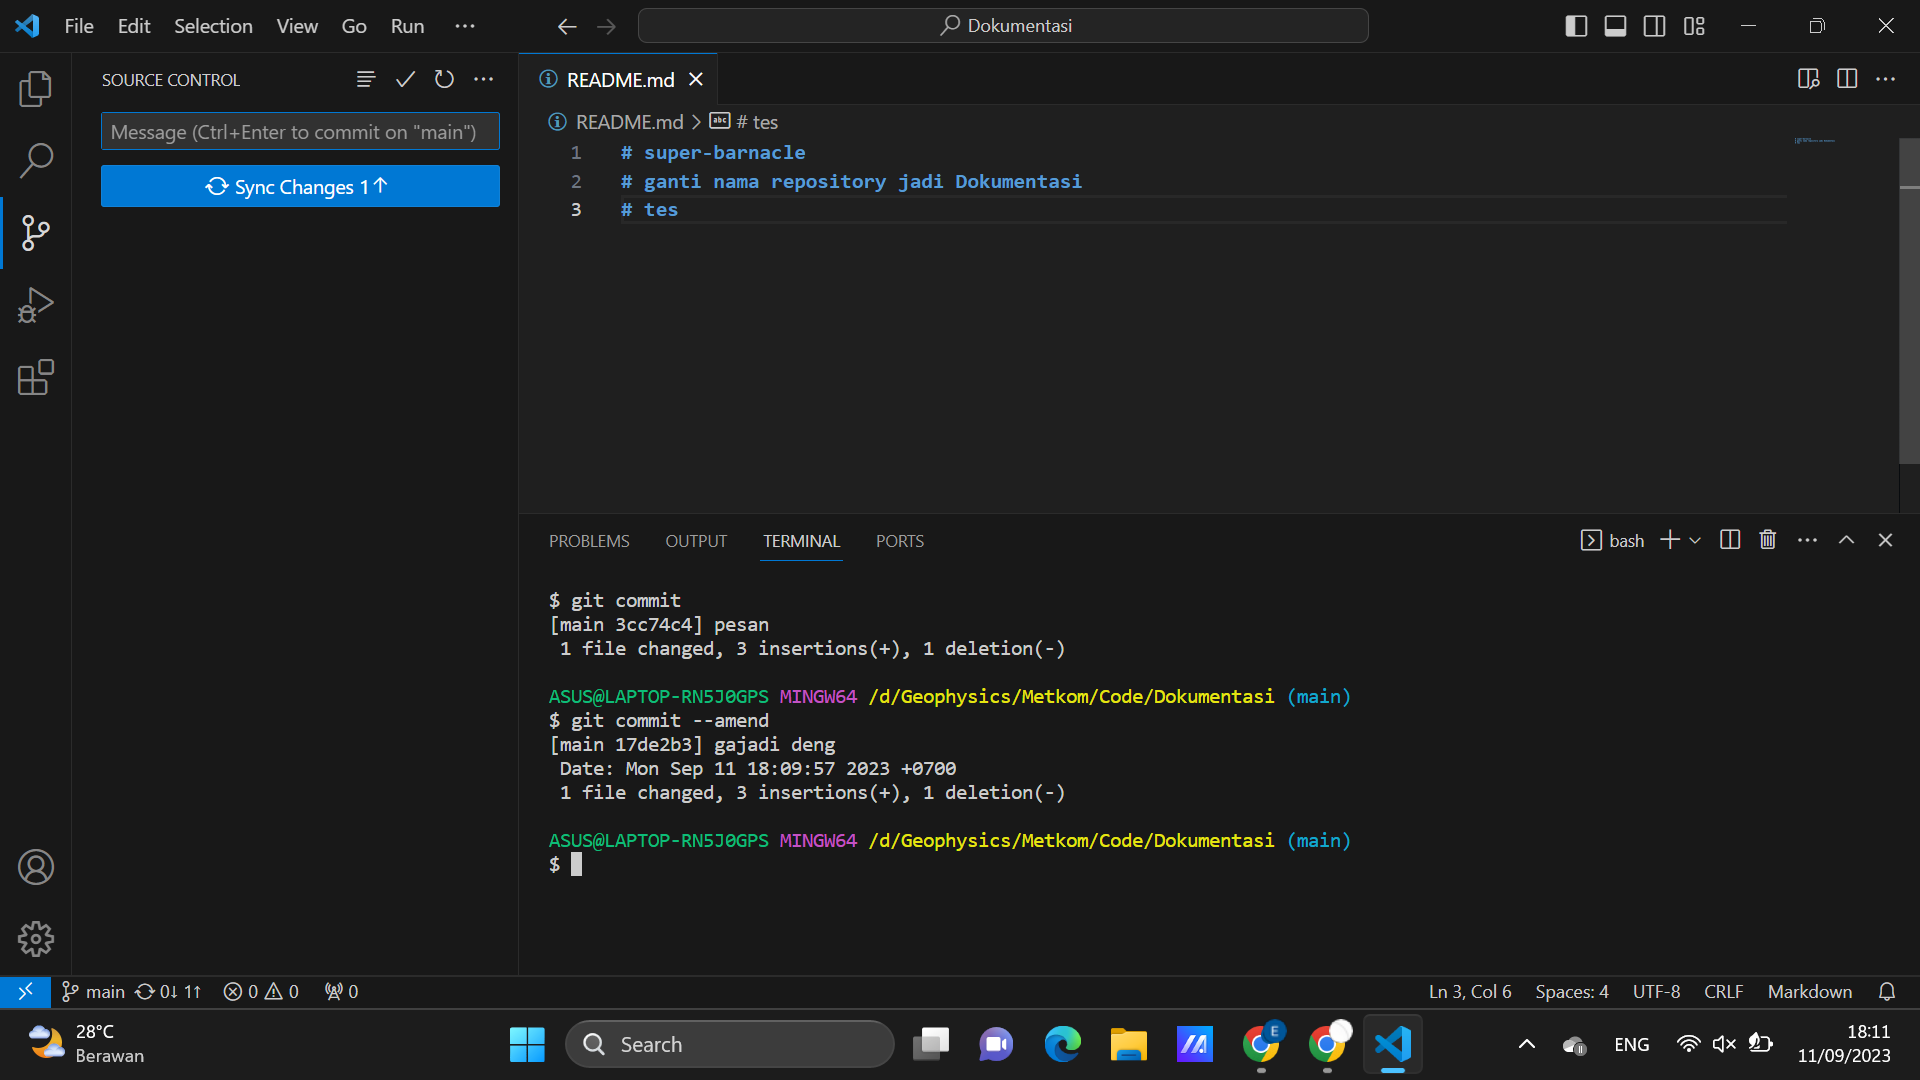 File Edit Selection View Go Run ···
Dokumentasi
SOURCE CONTROL
README.md
Message (Ctrl+Enter to commit on "main")
Sync Changes 1↑
README.md > # tes
1 # super-barnacle
2 # ganti nama repository jadi Dokumentasi
3 # tes
PROBLEMS OUTPUT TERMINAL PORTS
bash
$ git commit
[main 3cc74c4] pesan
1 file changed, 3 insertions(+), 1 deletion(-)
ASUS@LAPTOP-RN5J0GPS MINGW64 /d/Geophysics/Metkom/Code/Dokumentasi (main)
$ git commit --amend
[main 17de2b3] gajadi deng
Date: Mon Sep 11 18:09:57 2023 +0700
1 file changed, 3 insertions(+), 1 deletion(-)
ASUS@LAPTOP-RN5J0GPS MINGW64 /d/Geophysics/Metkom/Code/Dokumentasi (main)
$
main 0↓ 1↑ 0 0 0
Ln 3, Col 6 Spaces: 4 UTF-8 CRLF Markdown
28°C
Berawan
Search
E
ENG
18:11
11/09/2023